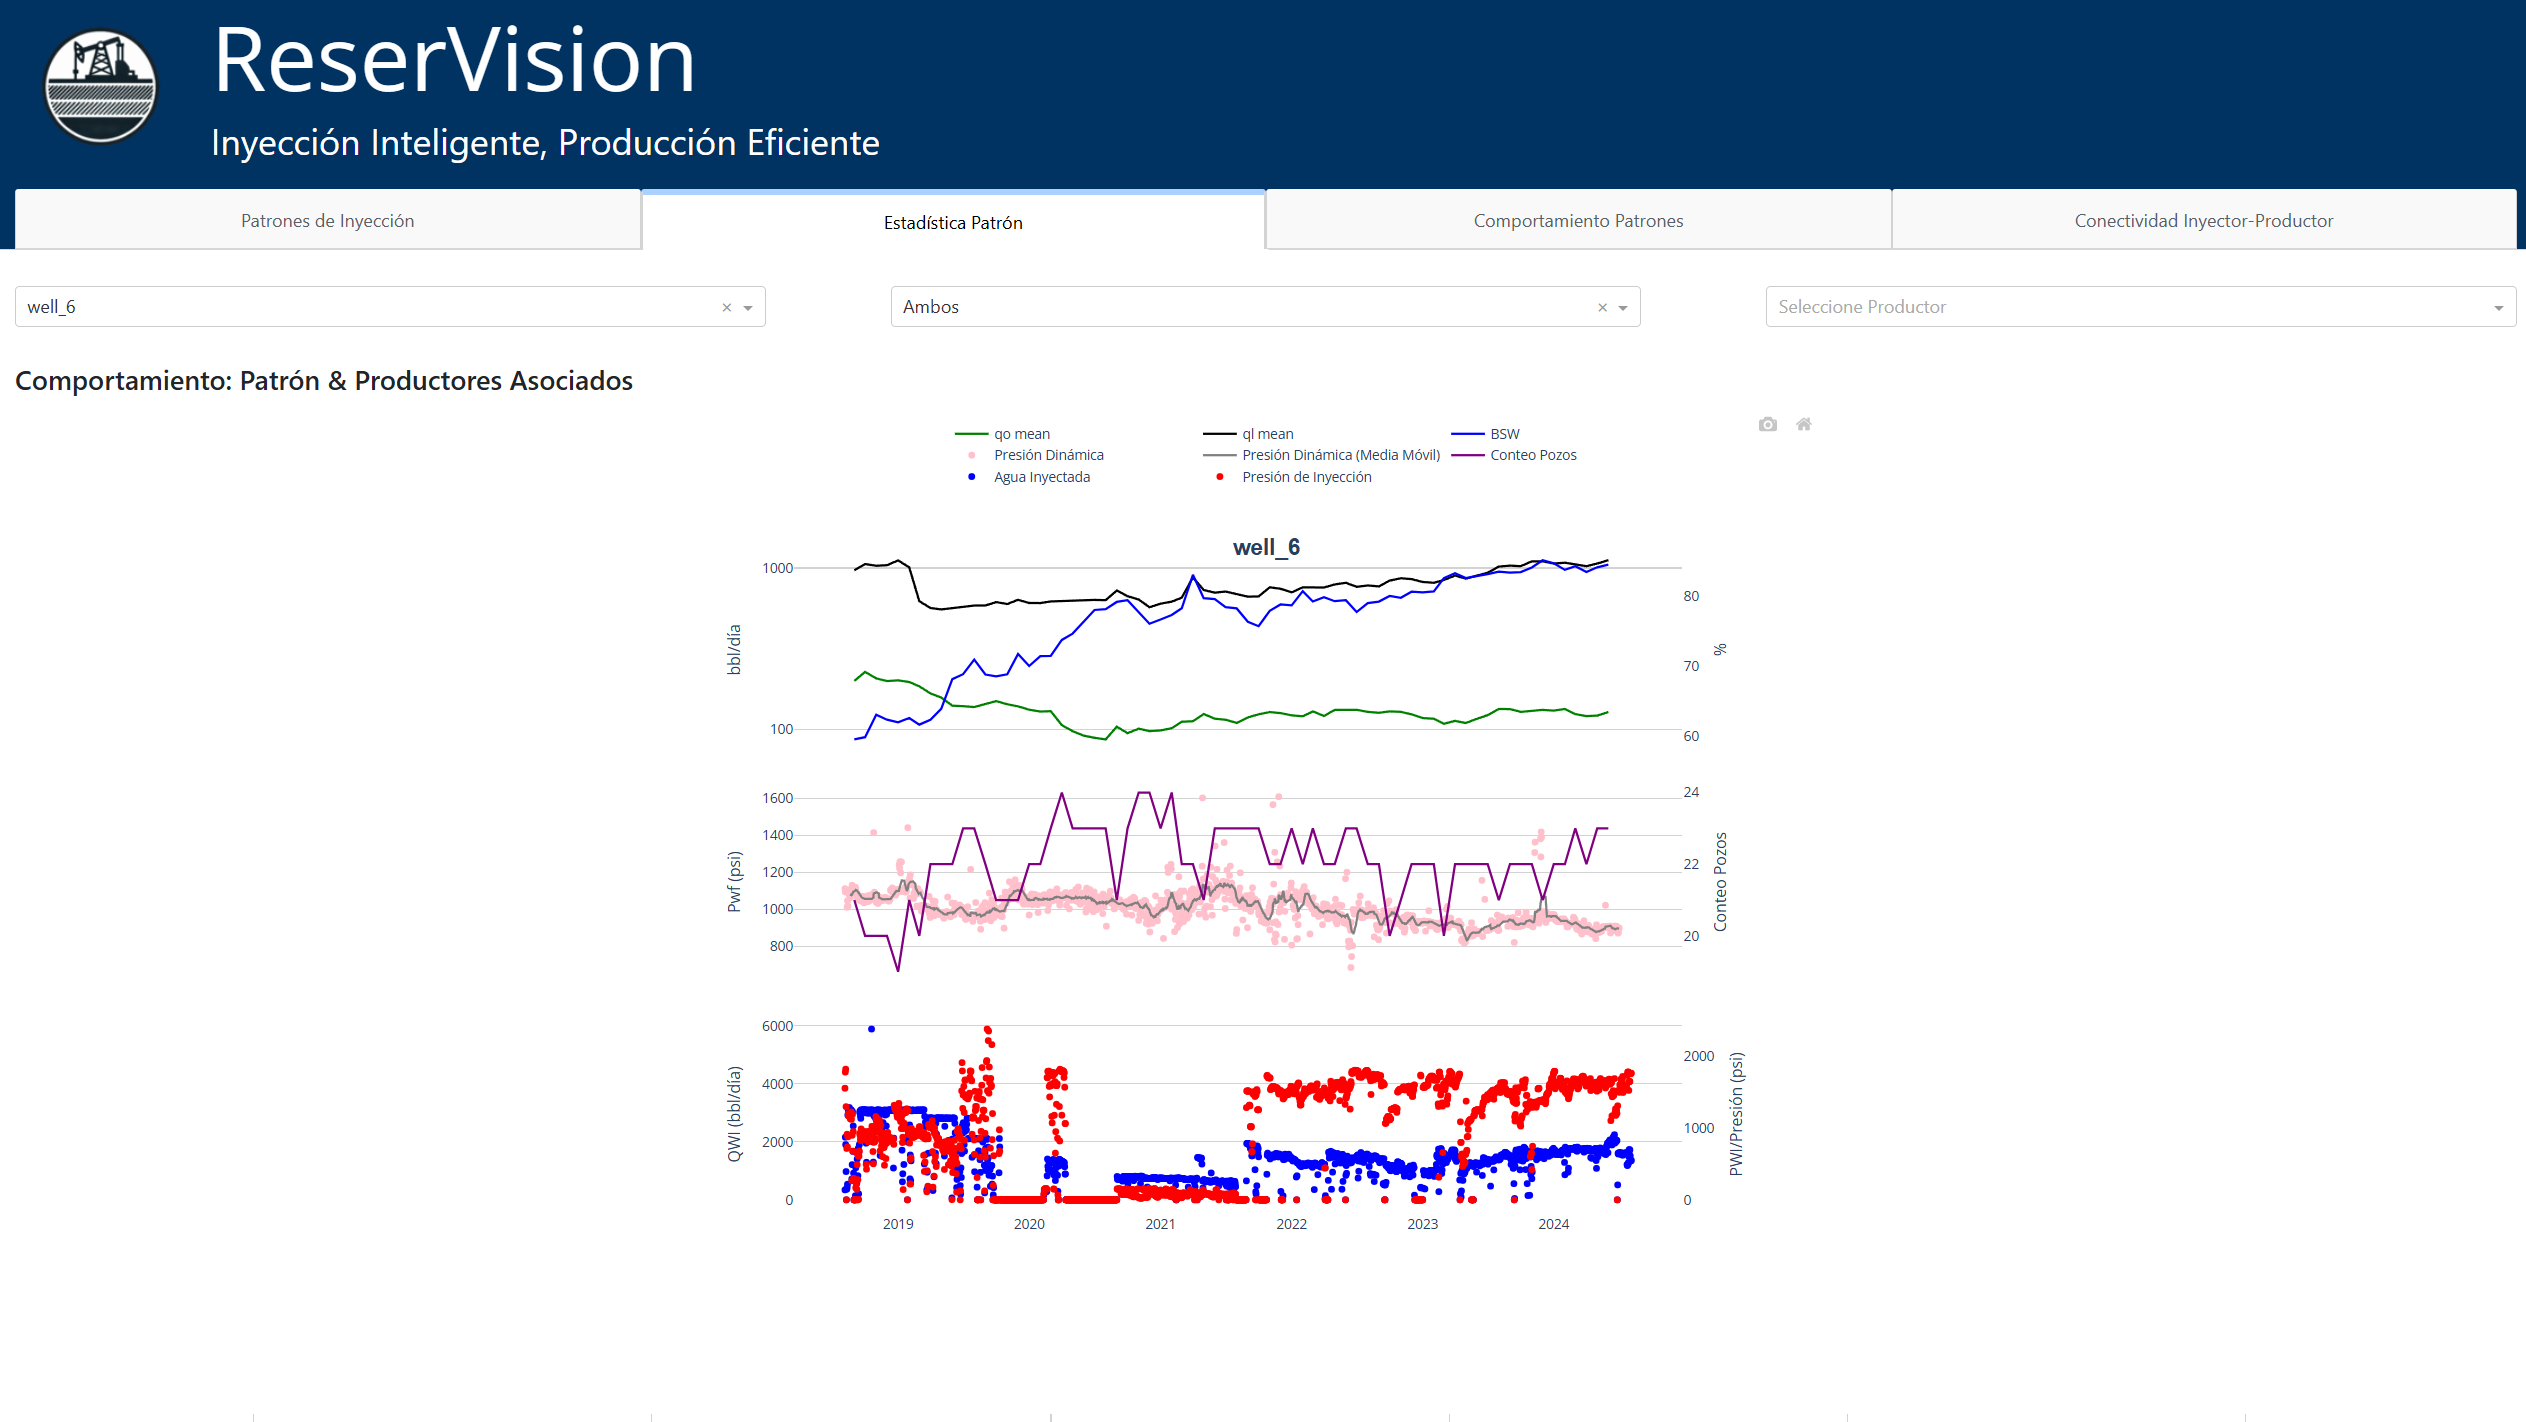 ReserVision
Inyección Inteligente, Producción Eficiente
Patrones de Inyección
Estadística Patrón
Comportamiento Patrones
Conectividad Inyector-Productor
well_6
Ambos
Seleccione Productor
Comportamiento: Patrón & Productores Asociados
qo mean
ql mean
BSW
Presión Dinámica
Presión Dinámica (Media Móvil)
Conteo Pozos
Agua Inyectada
Presión de Inyección
well_6
1000
100
bbl/día
80
70
60
%
1600
1400
1200
1000
800
Pwf (psi)
24
22
20
Conteo Pozos
6000
4000
2000
0
QWI (bbl/día)
2000
1000
0
PWI/Presión (psi)
2019
2020
2021
2022
2023
2024